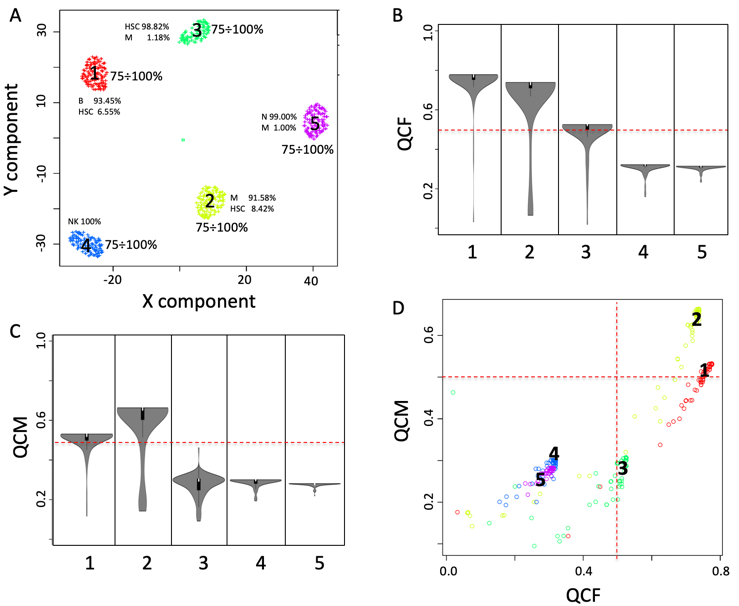 A
HSC 98.82%
M 1.18%
3
75÷100%
1
75÷100%
B 93.45%
HSC 6.55%
N 99.00%
M 1.00%
5
75÷100%
2
M 91.58%
HSC 8.42%
75÷100%
NK 100%
4
75÷100%
30
10
-10
-30
Y component
-20
0
20
40
X component
B
1.0
0.6
0.2
QCF
1 2 3 4 5
C
1.0
0.6
0.2
QCM
1 2 3 4 5
D
0.6
0.4
0.2
QCM
2
1
4
5
3
0.0 0.4 0.8
QCF